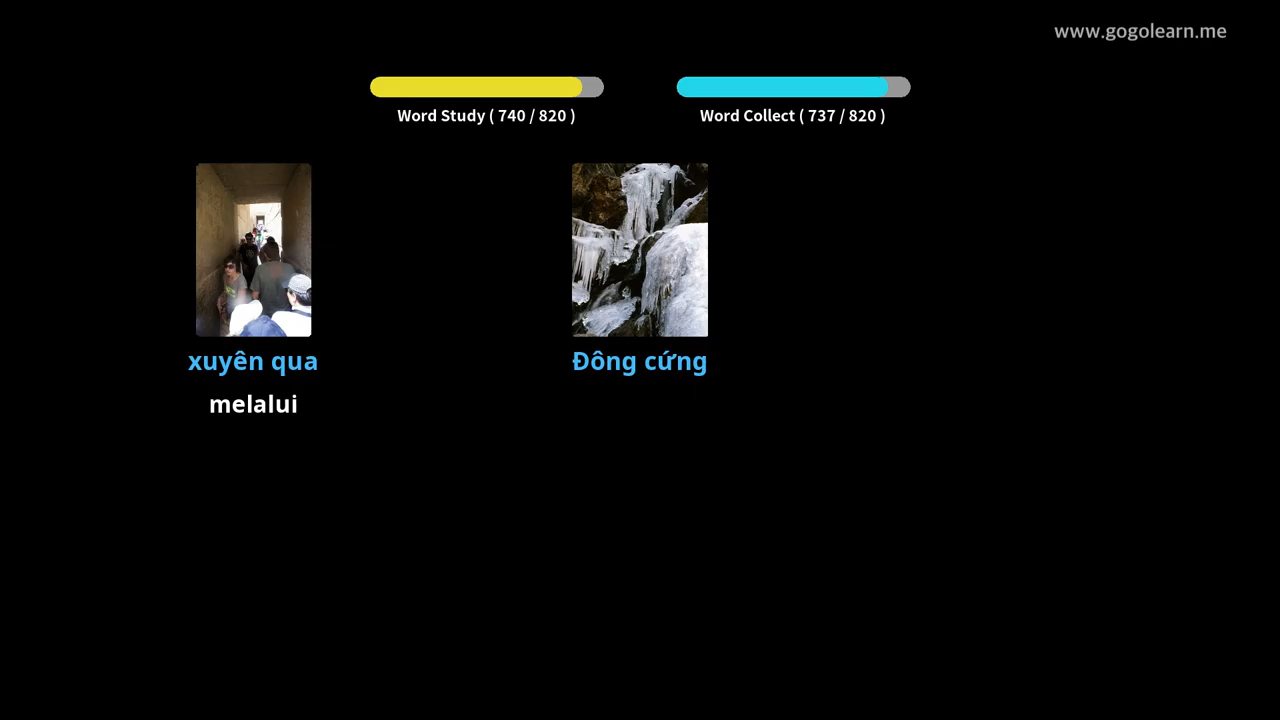 www.gogolearn.me
Word Study ( 740 / 820 )
Word Collect ( 737 / 820 )
xuyên qua
melalui
Đông cứng